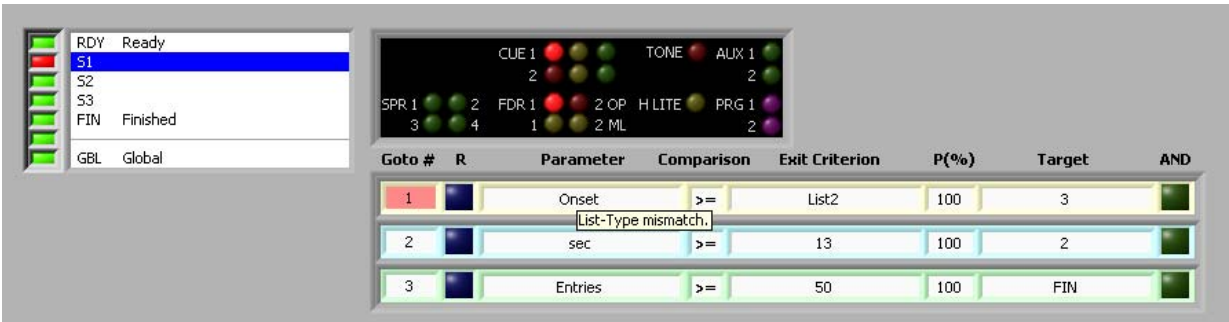 RDY Ready
S1
S2
S3
FIN Finished
GBL Global
CUE 1 TONE AUX 1
2 2
SPR 1 2 FDR 1 2 OP H LITE PRG 1
3 4 1 2 ML 2
Goto # R Parameter Comparison Exit Criterion P(%) Target AND
1 Onset >= List2 100 3
List-Type mismatch.
2 sec >= 13 100 2
3 Entries >= 50 100 FIN